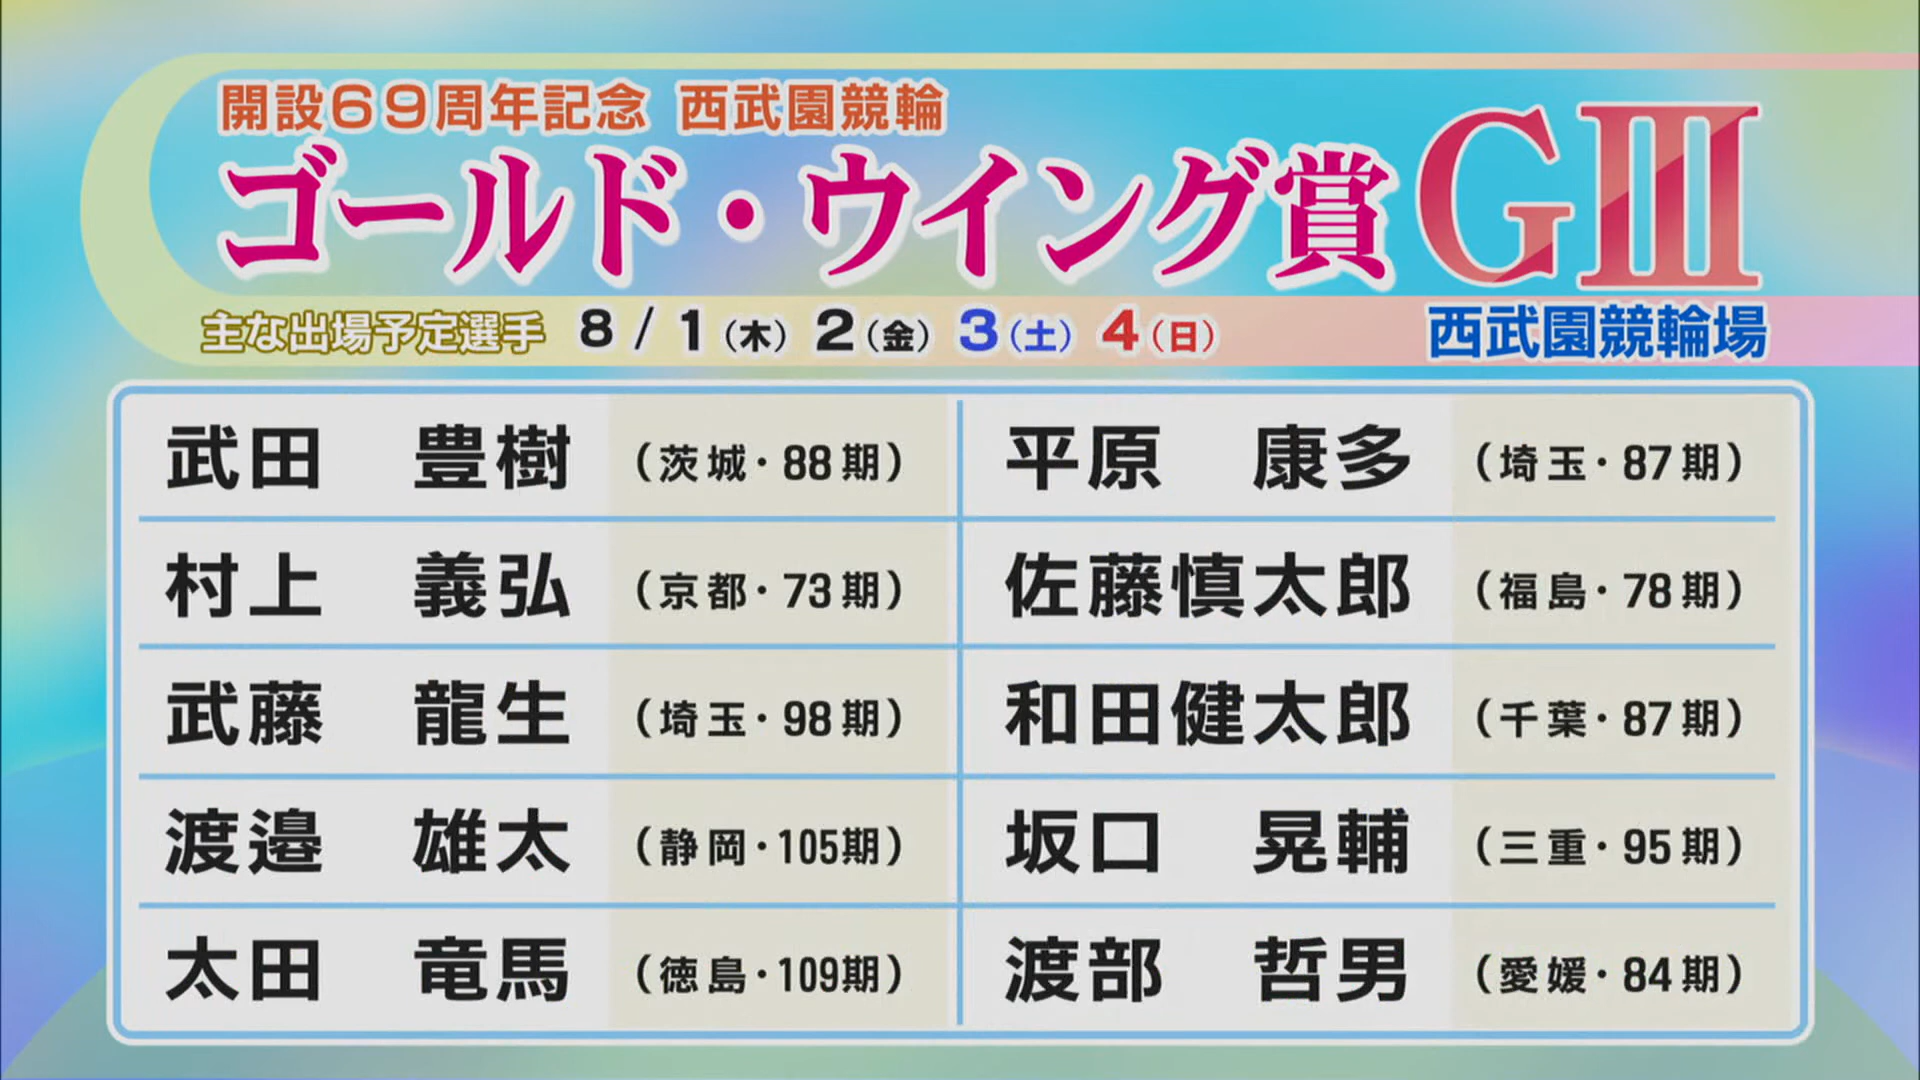 開設69周年記念 西武園競輪
ゴールド・ウイング賞 GⅢ
主な出場予定選手 8/1(木) 2(金) 3(土) 4(日) 西武園競輪場
武田 豊樹 (茨城・88期) 平原 康多 (埼玉・87期)
村上 義弘 (京都・73期) 佐藤慎太郎 (福島・78期)
武藤 龍生 (埼玉・98期) 和田健太郎 (千葉・87期)
渡邉 雄太 (静岡・105期) 坂口 晃輔 (三重・95期)
太田 竜馬 (徳島・109期) 渡部 哲男 (愛媛・84期)